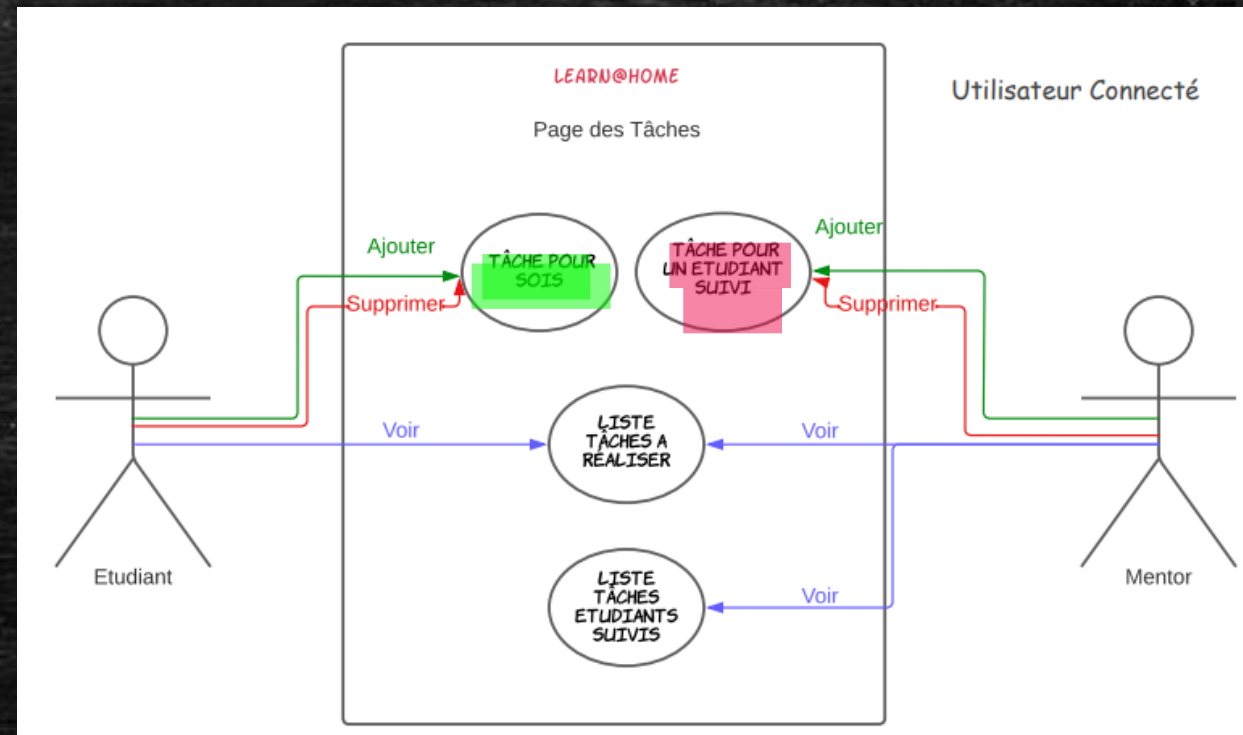 LEARN@HOME
Utilisateur Connecté
Page des Tâches
Ajouter
TÂCHE POUR
SOIS
TÂCHE POUR
UN ETUDIANT
SUIVI
Ajouter
Supprimer
Supprimer
Voir
LISTE
TÂCHES A
RÉALISER
Voir
Etudiant
LISTE
TÂCHES
ETUDIANTS
SUIVIS
Voir
Mentor